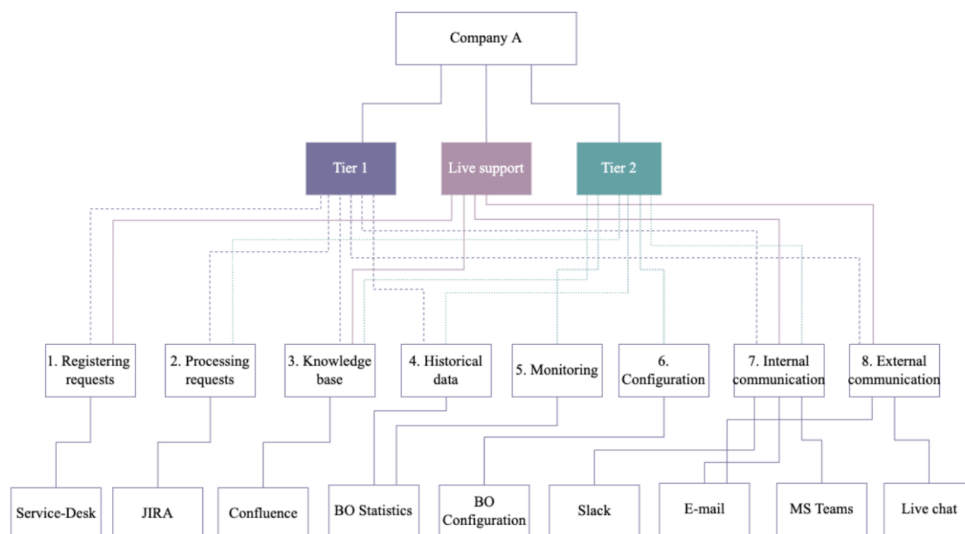 Company A
Tier 1
Live support
Tier 2
1. Registering
requests
2. Processing
requests
3. Knowledge
base
4. Historical
data
5. Monitoring
6.
Configuration
7. Internal
communication
8. External
communication
Service-Desk
JIRA
Confluence
BO Statistics
BO
Configuration
Slack
E-mail
MS Teams
Live chat